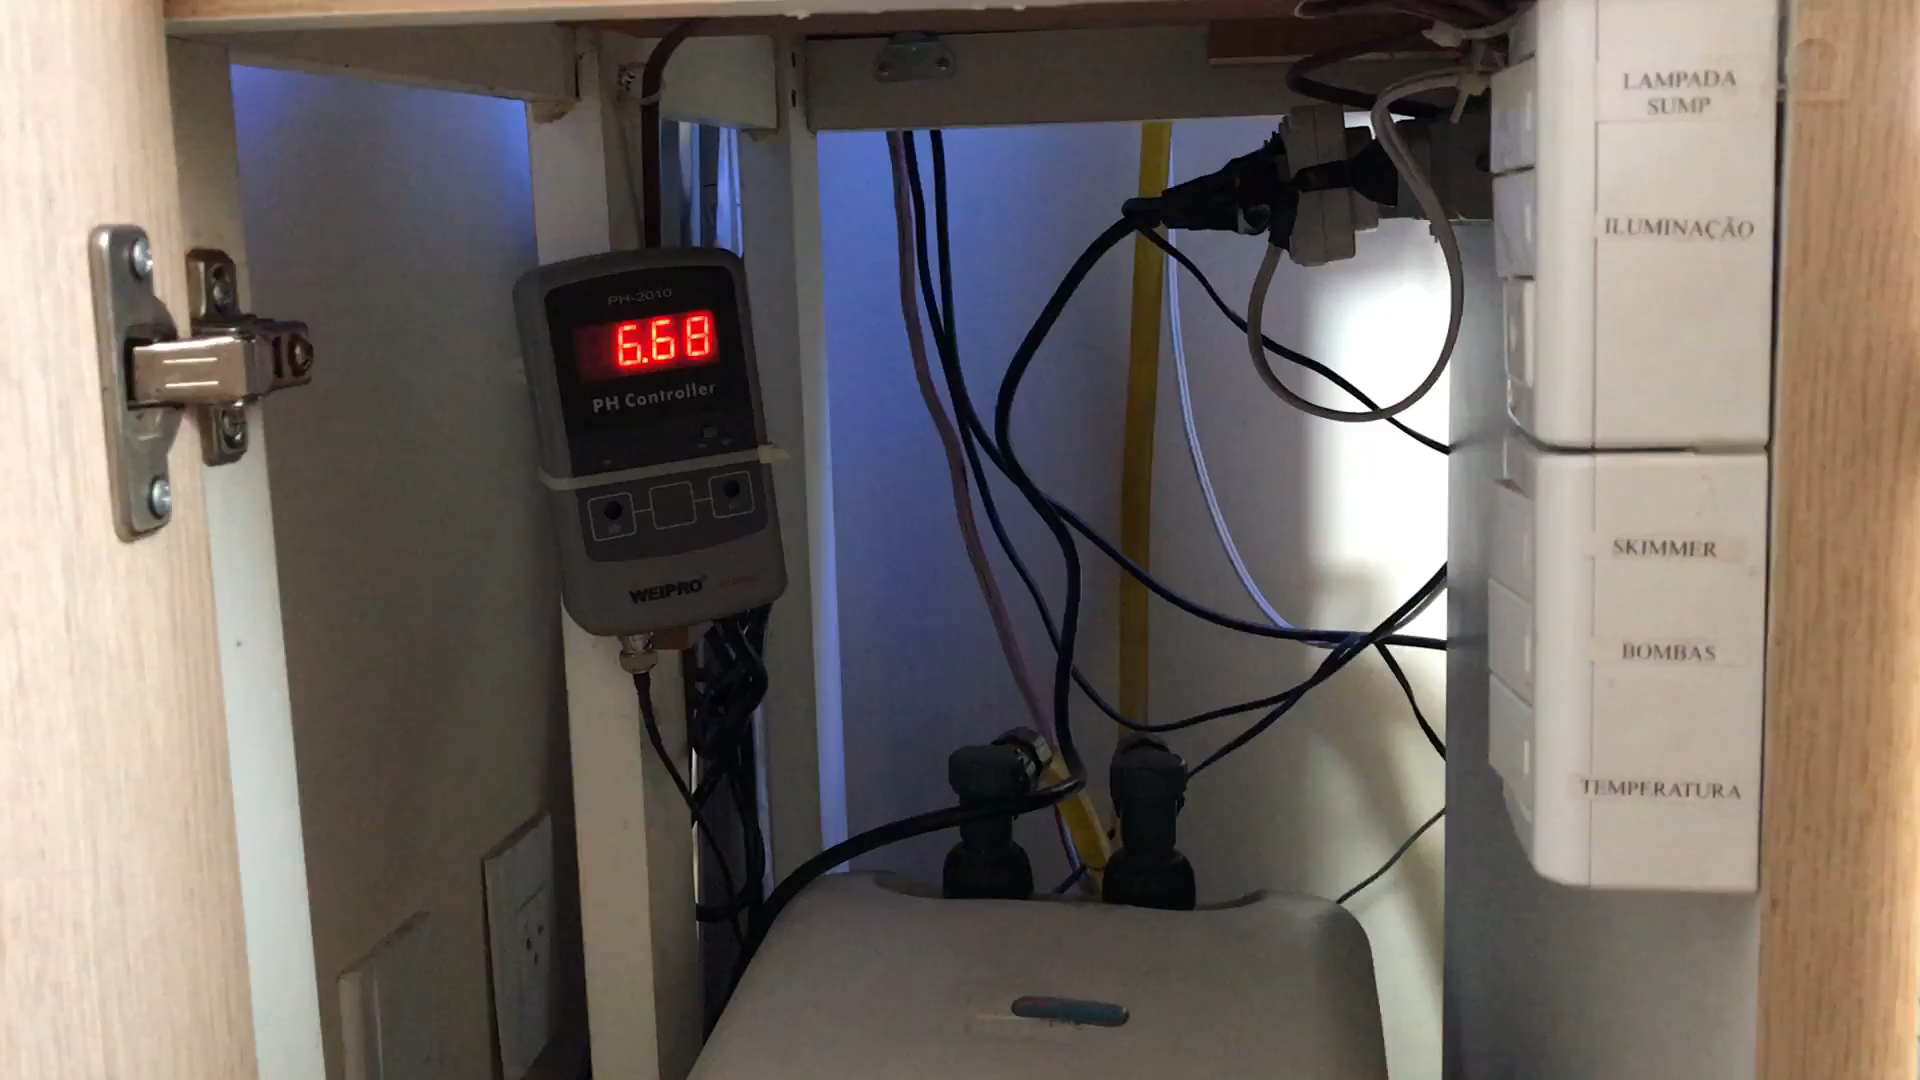 PH-2010
6.68
PH Controller
WEIPRO
LAMPADA
SUMP
ILUMINAÇÃO
SKIMMER
BOMBAS
TEMPERATURA